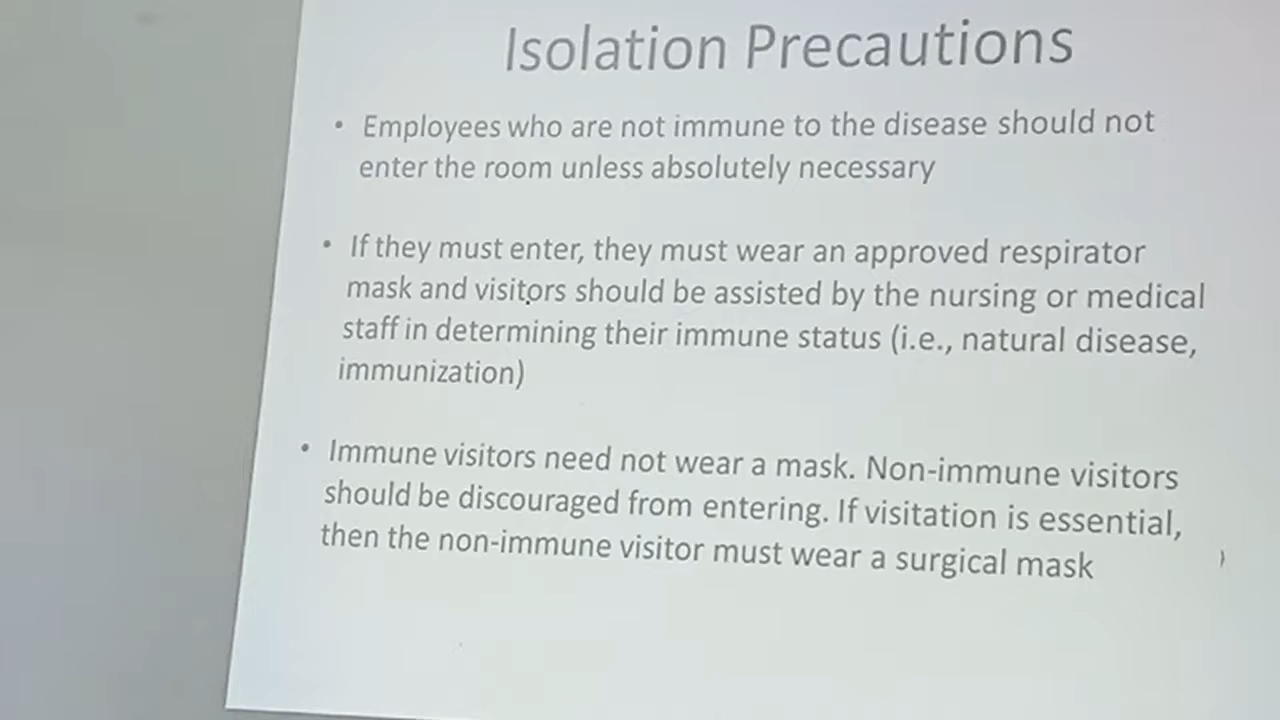 Isolation Precautions
• Employees who are not immune to the disease should not
enter the room unless absolutely necessary
• If they must enter, they must wear an approved respirator
mask and visitors should be assisted by the nursing or medical
staff in determining their immune status (i.e., natural disease,
immunization)
• Immune visitors need not wear a mask. Non-immune visitors
should be discouraged from entering. If visitation is essential,
then the non-immune visitor must wear a surgical mask